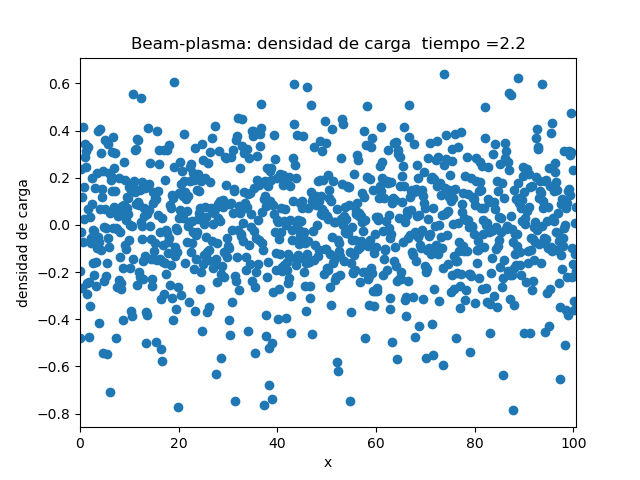 Beam-plasma: densidad de carga  tiempo =2.2
densidad de carga
0.6
0.4
0.2
0.0
−0.2
−0.4
−0.6
−0.8
0 20 40 60 80 100
x